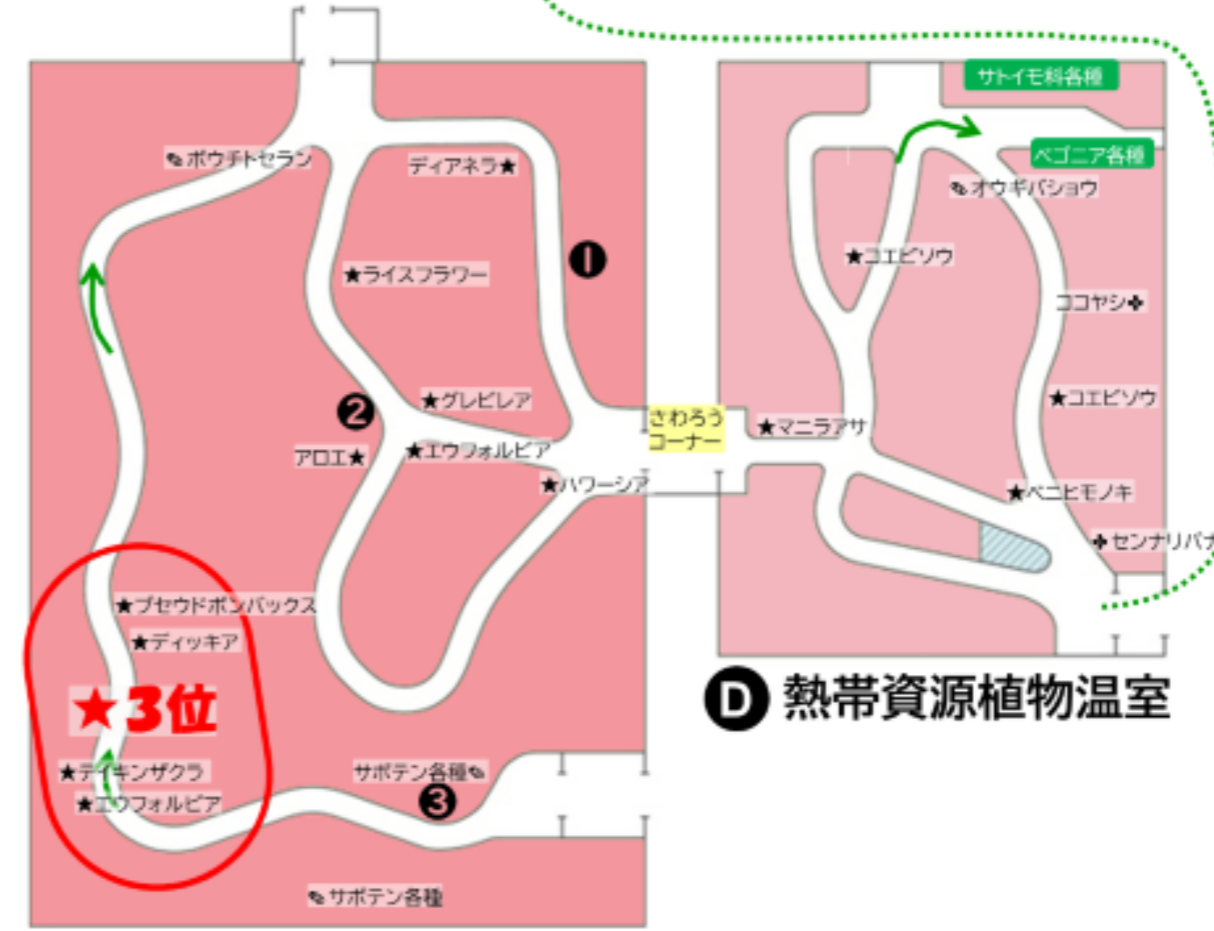 サトイモ科各種
ベゴニア各種
🖉ボウチトセラン
ディアネラ★
🖉オウギバショウ
❶
★ライスフラワー
★コエビソウ
ココヤシ✤
❷
★グレビレア
さわろう
コーナー
★マニラアサ
★コエビソウ
アロエ★
★エウフォルビア
★ハワーシア
★ベニヒモノキ
✤センナリバナ
★プセウドボンバックス
★ディッキア
★3位
D 熱帯資源植物温室
★テイキンザクラ
★エウフォルビア
サボテン各種
❸
サボテン各種